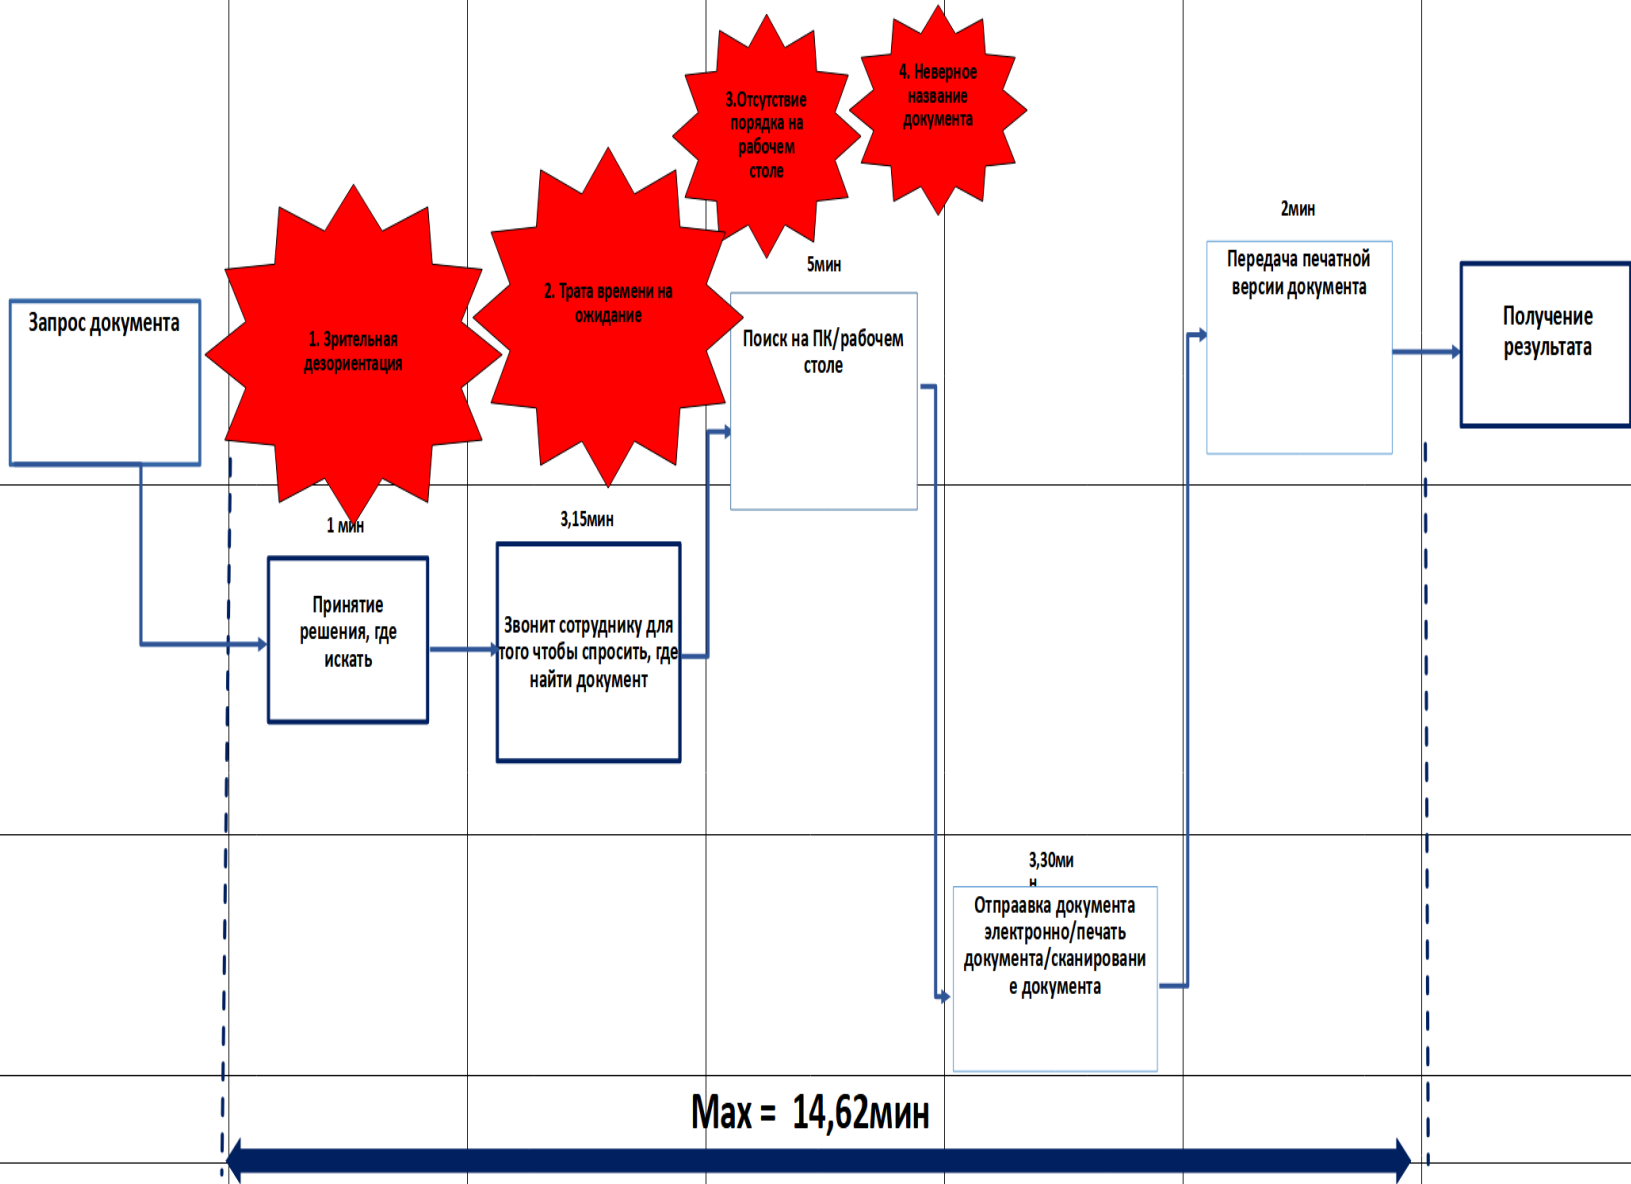 4. Неверное
название
документа
3.Отсутствие
порядка на
рабочем
столе
2мин
Передача печатной
версии документа
5мин
2. Трата времени на
ожидание
Запрос документа
1. Зрительная
дезориентация
Поиск на ПК/рабочем
столе
Получение
результата
1 мин
3,15мин
Принятие
решения, где
искать
Звонит сотруднику для
того чтобы спросить, где
найти документ
3,30ми
н
Отпраавка документа
электронно/печать
документа/сканировани
е документа
Max = 14,62мин